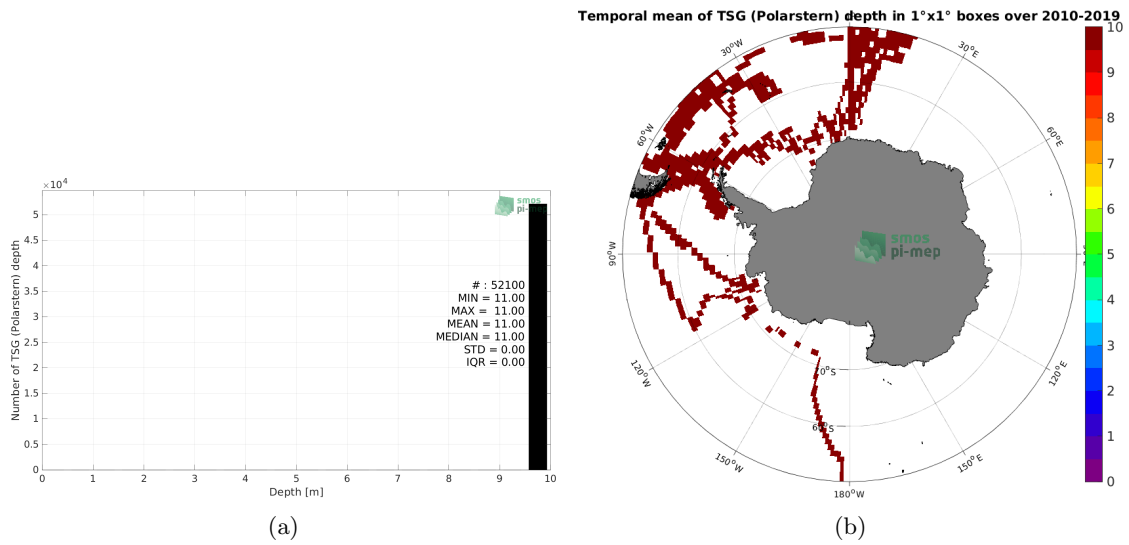 Temporal mean of TSG (Polarstern) depth in 1°x1° boxes over 2010-2019
×10⁴
5
4.5
4
3.5
3
2.5
2
1.5
1
0.5
0
Number of TSG (Polarstern) depth
smos
pi-mep
# : 52100
MIN = 11.00
MAX = 11.00
MEAN = 11.00
MEDIAN = 11.00
STD = 0.00
IQR = 0.00
0 1 2 3 4 5 6 7 8 9 10
Depth [m]
(a)
30°W
30°E
60°W
60°E
90°W
smos
pi-mep
120°W
120°E
70°S
60°S
150°W
150°E
180°W
10
9
8
7
6
5
4
3
2
1
0
(b)